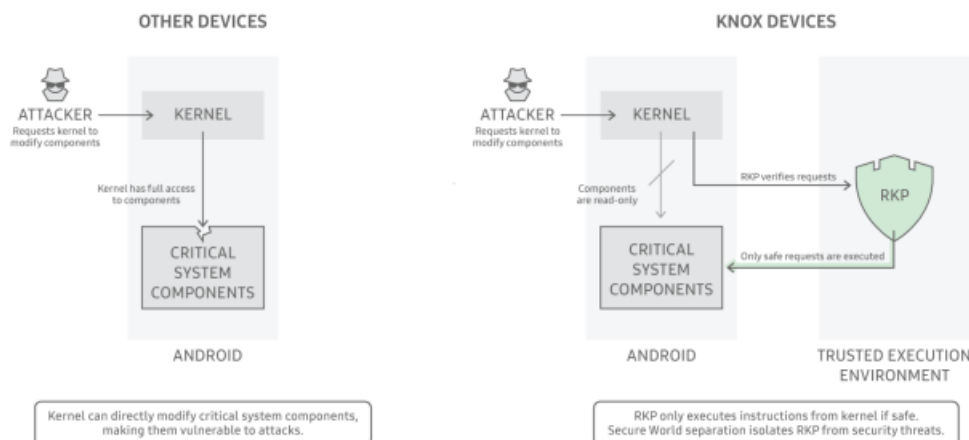 OTHER DEVICES
ATTACKER
Requests kernel to
modify components
KERNEL
Kernel has full access
to components
CRITICAL
SYSTEM
COMPONENTS
ANDROID
Kernel can directly modify critical system components,
making them vulnerable to attacks.
KNOX DEVICES
ATTACKER
Requests kernel to
modify components
KERNEL
Components
are read-only
RKP verifies requests
RKP
Only safe requests are executed
CRITICAL
SYSTEM
COMPONENTS
ANDROID
TRUSTED EXECUTION
ENVIRONMENT
RKP only executes instructions from kernel if safe.
Secure World separation isolates RKP from security threats.